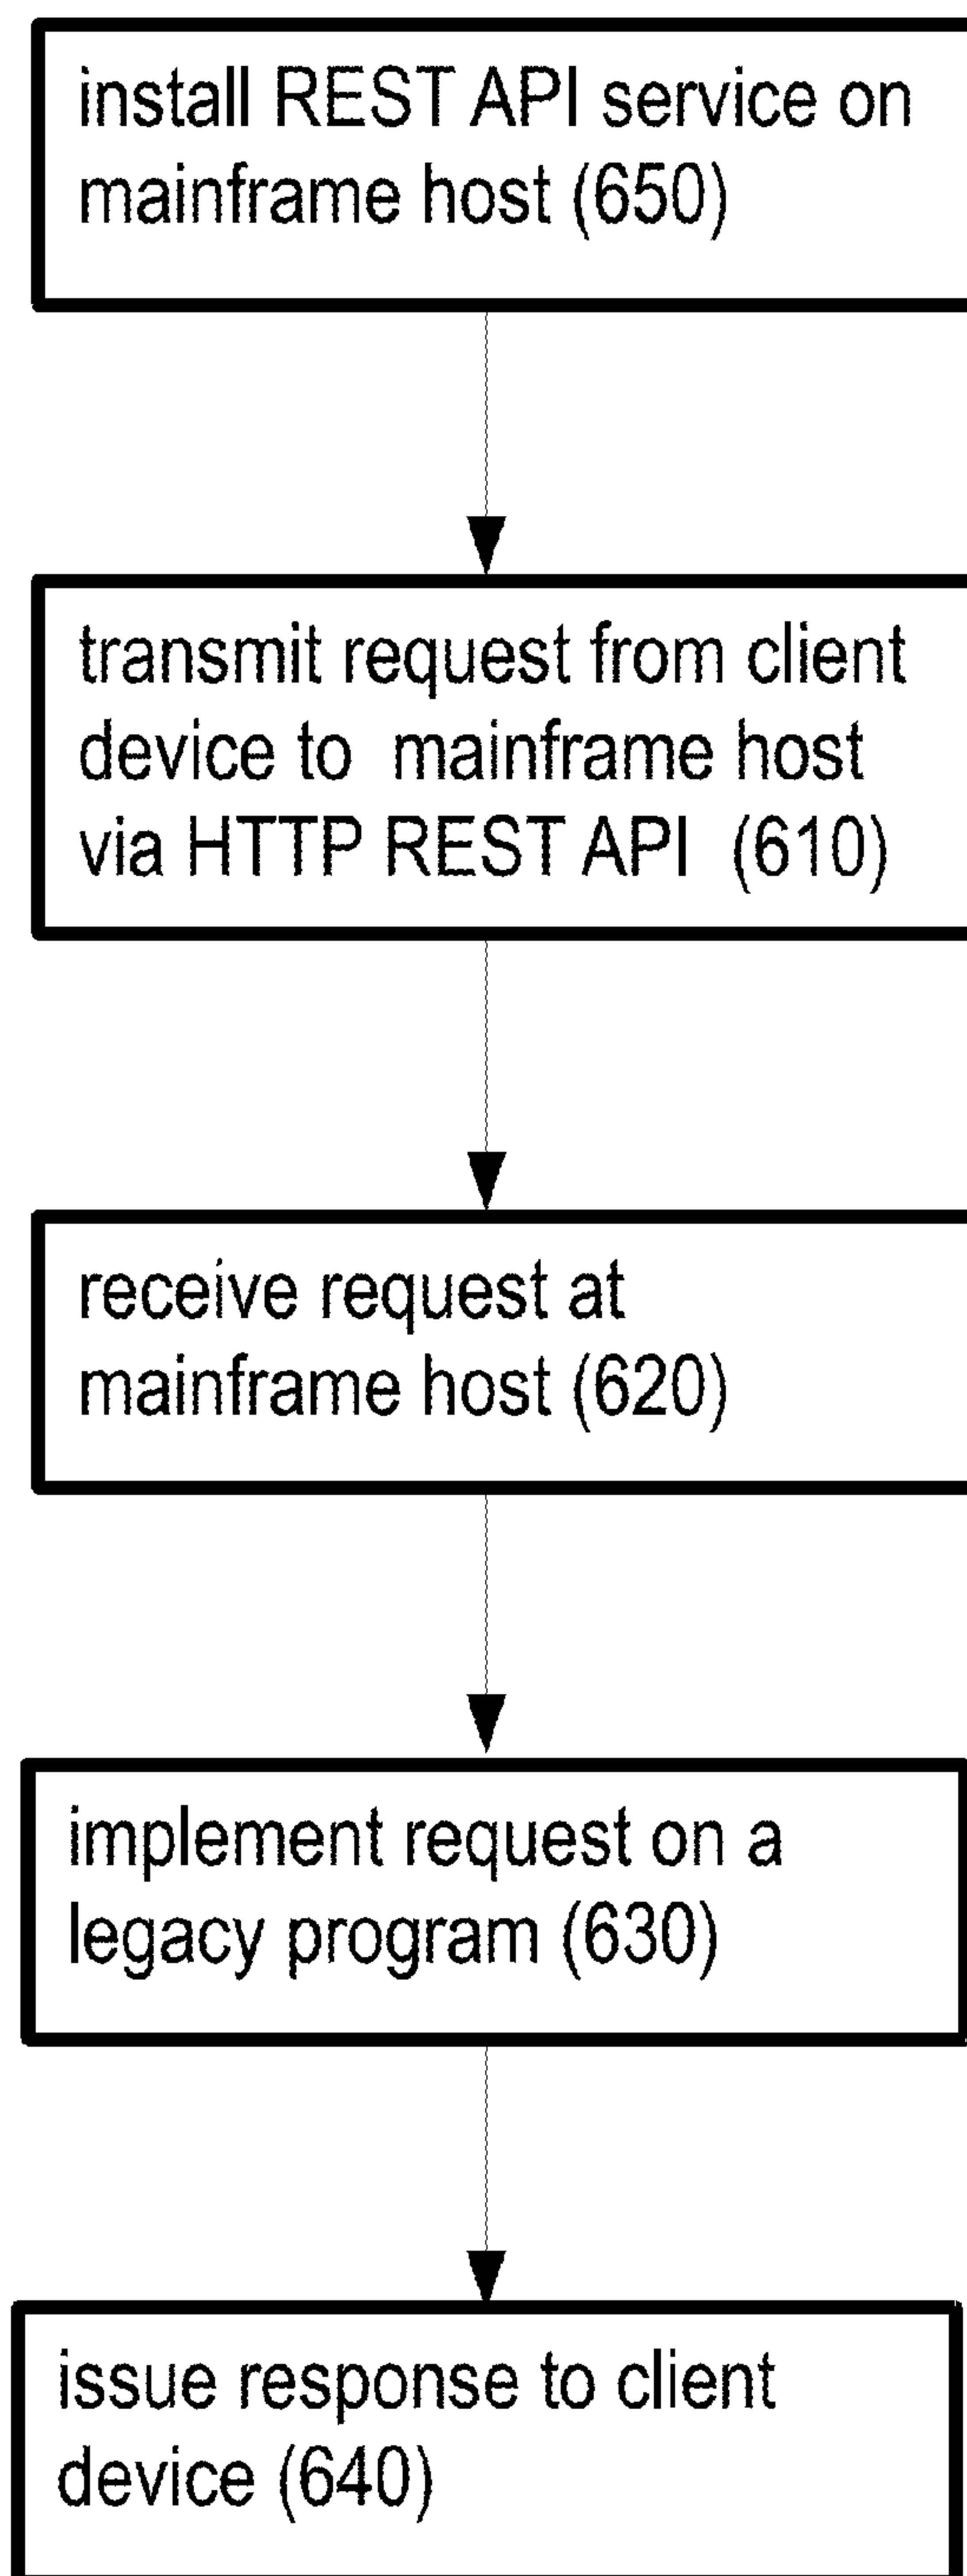 install REST API service on
mainframe host (650)
transmit request from client
device to mainframe host
via HTTP REST API (610)
receive request at
mainframe host (620)
implement request on a
legacy program (630)
issue response to client
device (640)